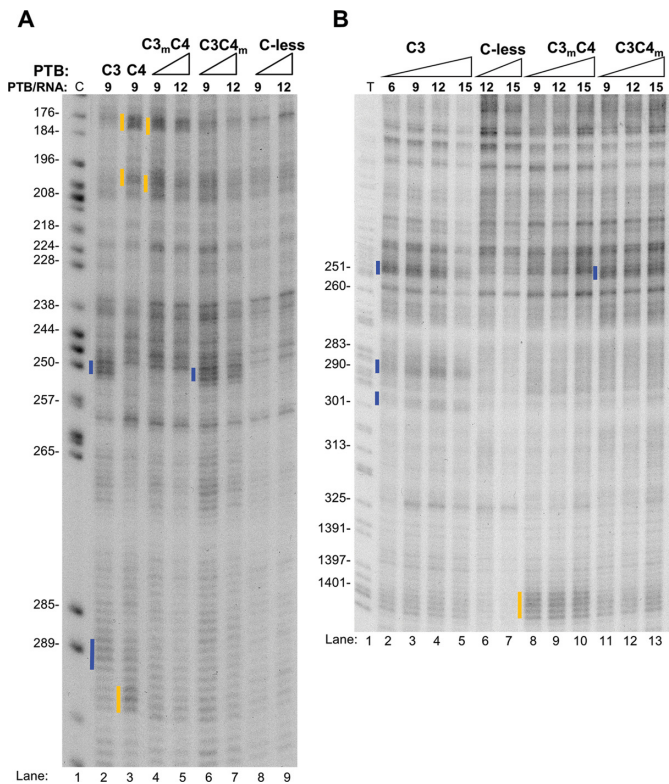 A
C3mC4 C3C4m
PTB: C3 C4 C-less
PTB/RNA: C 9 9 9 12 9 12 9 12
176-
184-
196-
208-
218-
224-
228-
238-
244-
250-
257-
265-
285-
289-
Lane: 1 2 3 4 5 6 7 8 9
B
C3 C-less C3mC4 C3C4m
T 6 9 12 15 12 15 9 12 15 9 12 15
251-
260-
283-
290-
301-
313-
325-
1391-
1397-
1401-
Lane: 1 2 3 4 5 6 7 8 9 10 11 12 13